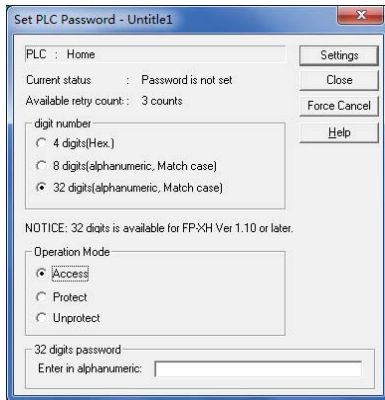 Set PLC Password - Untitle1
PLC : Home
Settings
Current status : Password is not set
Close
Available retry count: : 3 counts
Force Cancel
digit number
Help
4 digits(Hex.)
8 digits(alphanumeric, Match case)
32 digits(alphanumeric, Match case)
NOTICE: 32 digits is available for FP-XH Ver 1.10 or later.
Operation Mode
Access
Protect
Unprotect
32 digits password
Enter in alphanumeric: